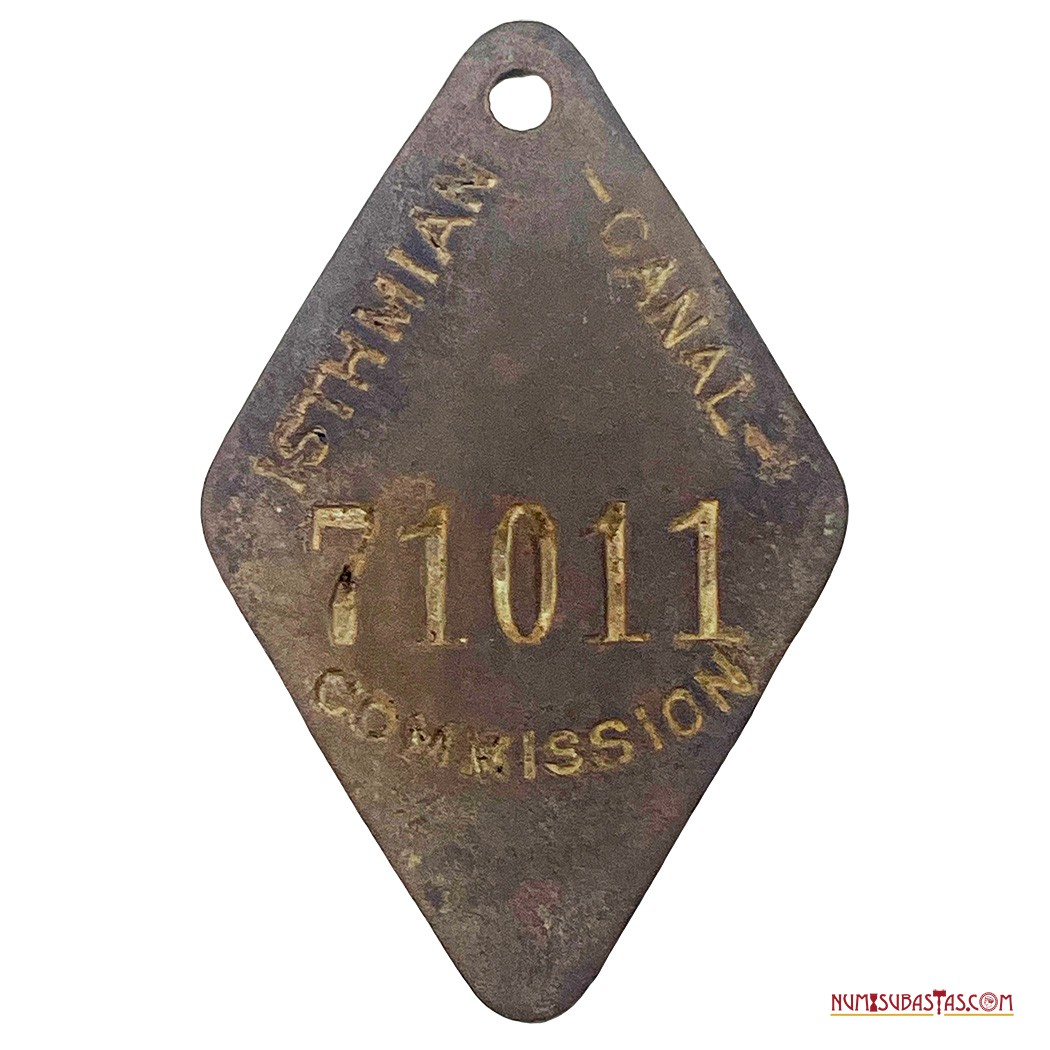 ISTHMIAN
-CANAL-
71011
COMMISSION
NUMISUBASTAS.COM